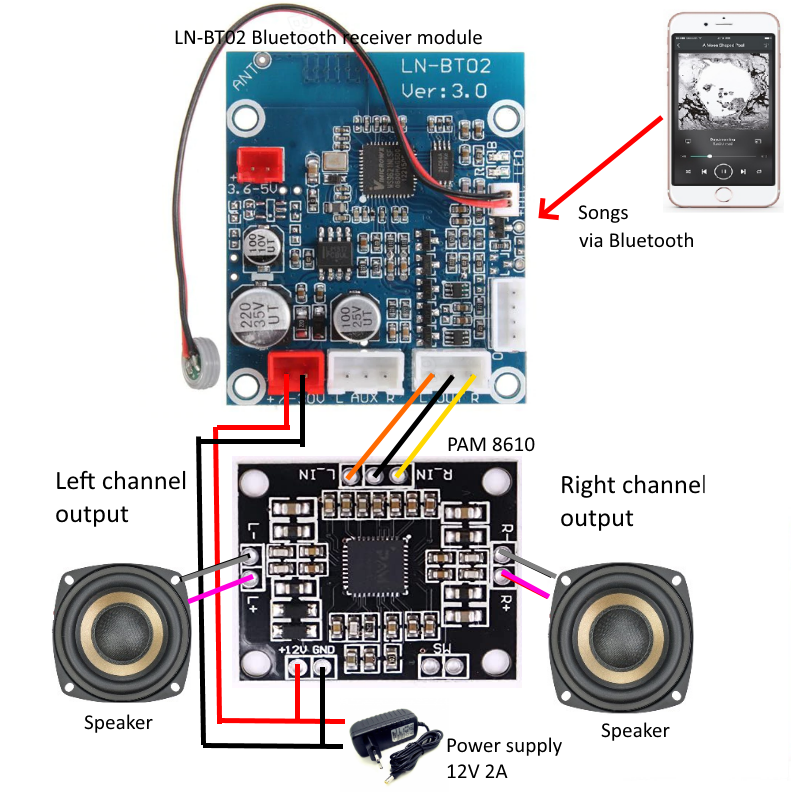 LN-BT02 Bluetooth receiver module
LN-BT02
Ver:3.0
ANT
LED
+
3.6-5V
100
10V
UT
220
35V
UT
100
25V
UT
L AUX R
L OUT R
Songs
via Bluetooth
PAM 8610
L_IN
R_IN
Left channel
output
Right channel
output
L-
L+
R-
R+
+12V GND
SW
Speaker
Speaker
Power supply
12V 2A